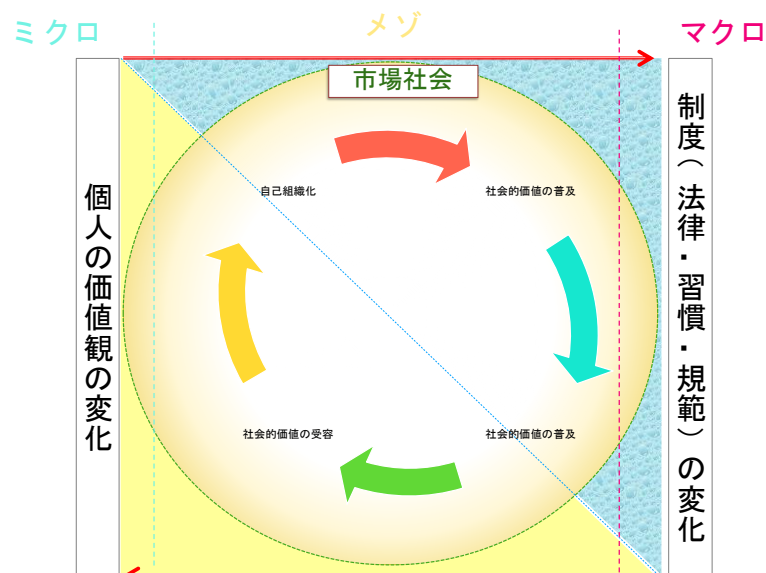 ミクロ
メゾ
マクロ
市場社会
自己組織化
社会的価値の普及
個人の価値観の変化
制度（法律・習慣・規範）の変化
社会的価値の受容
社会的価値の普及